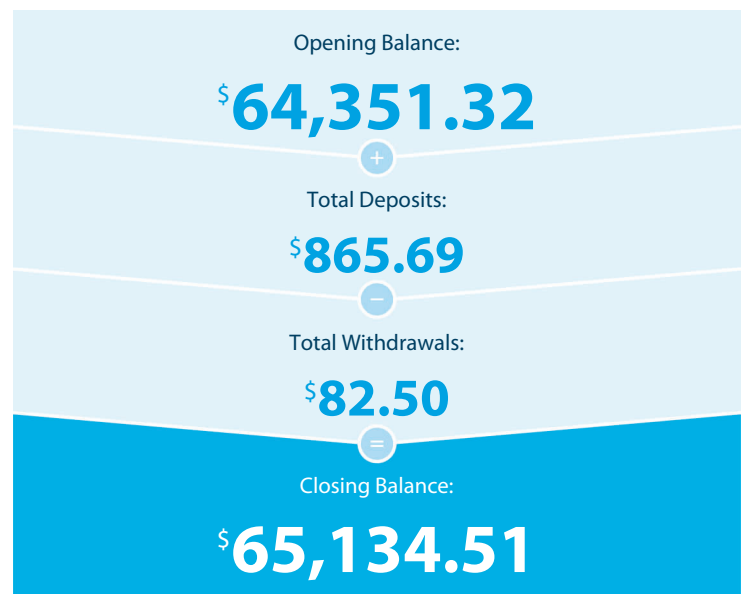 Opening Balance:
$64,351.32
+
Total Deposits:
$865.69
−
Total Withdrawals:
$82.50
=
Closing Balance:
$65,134.51